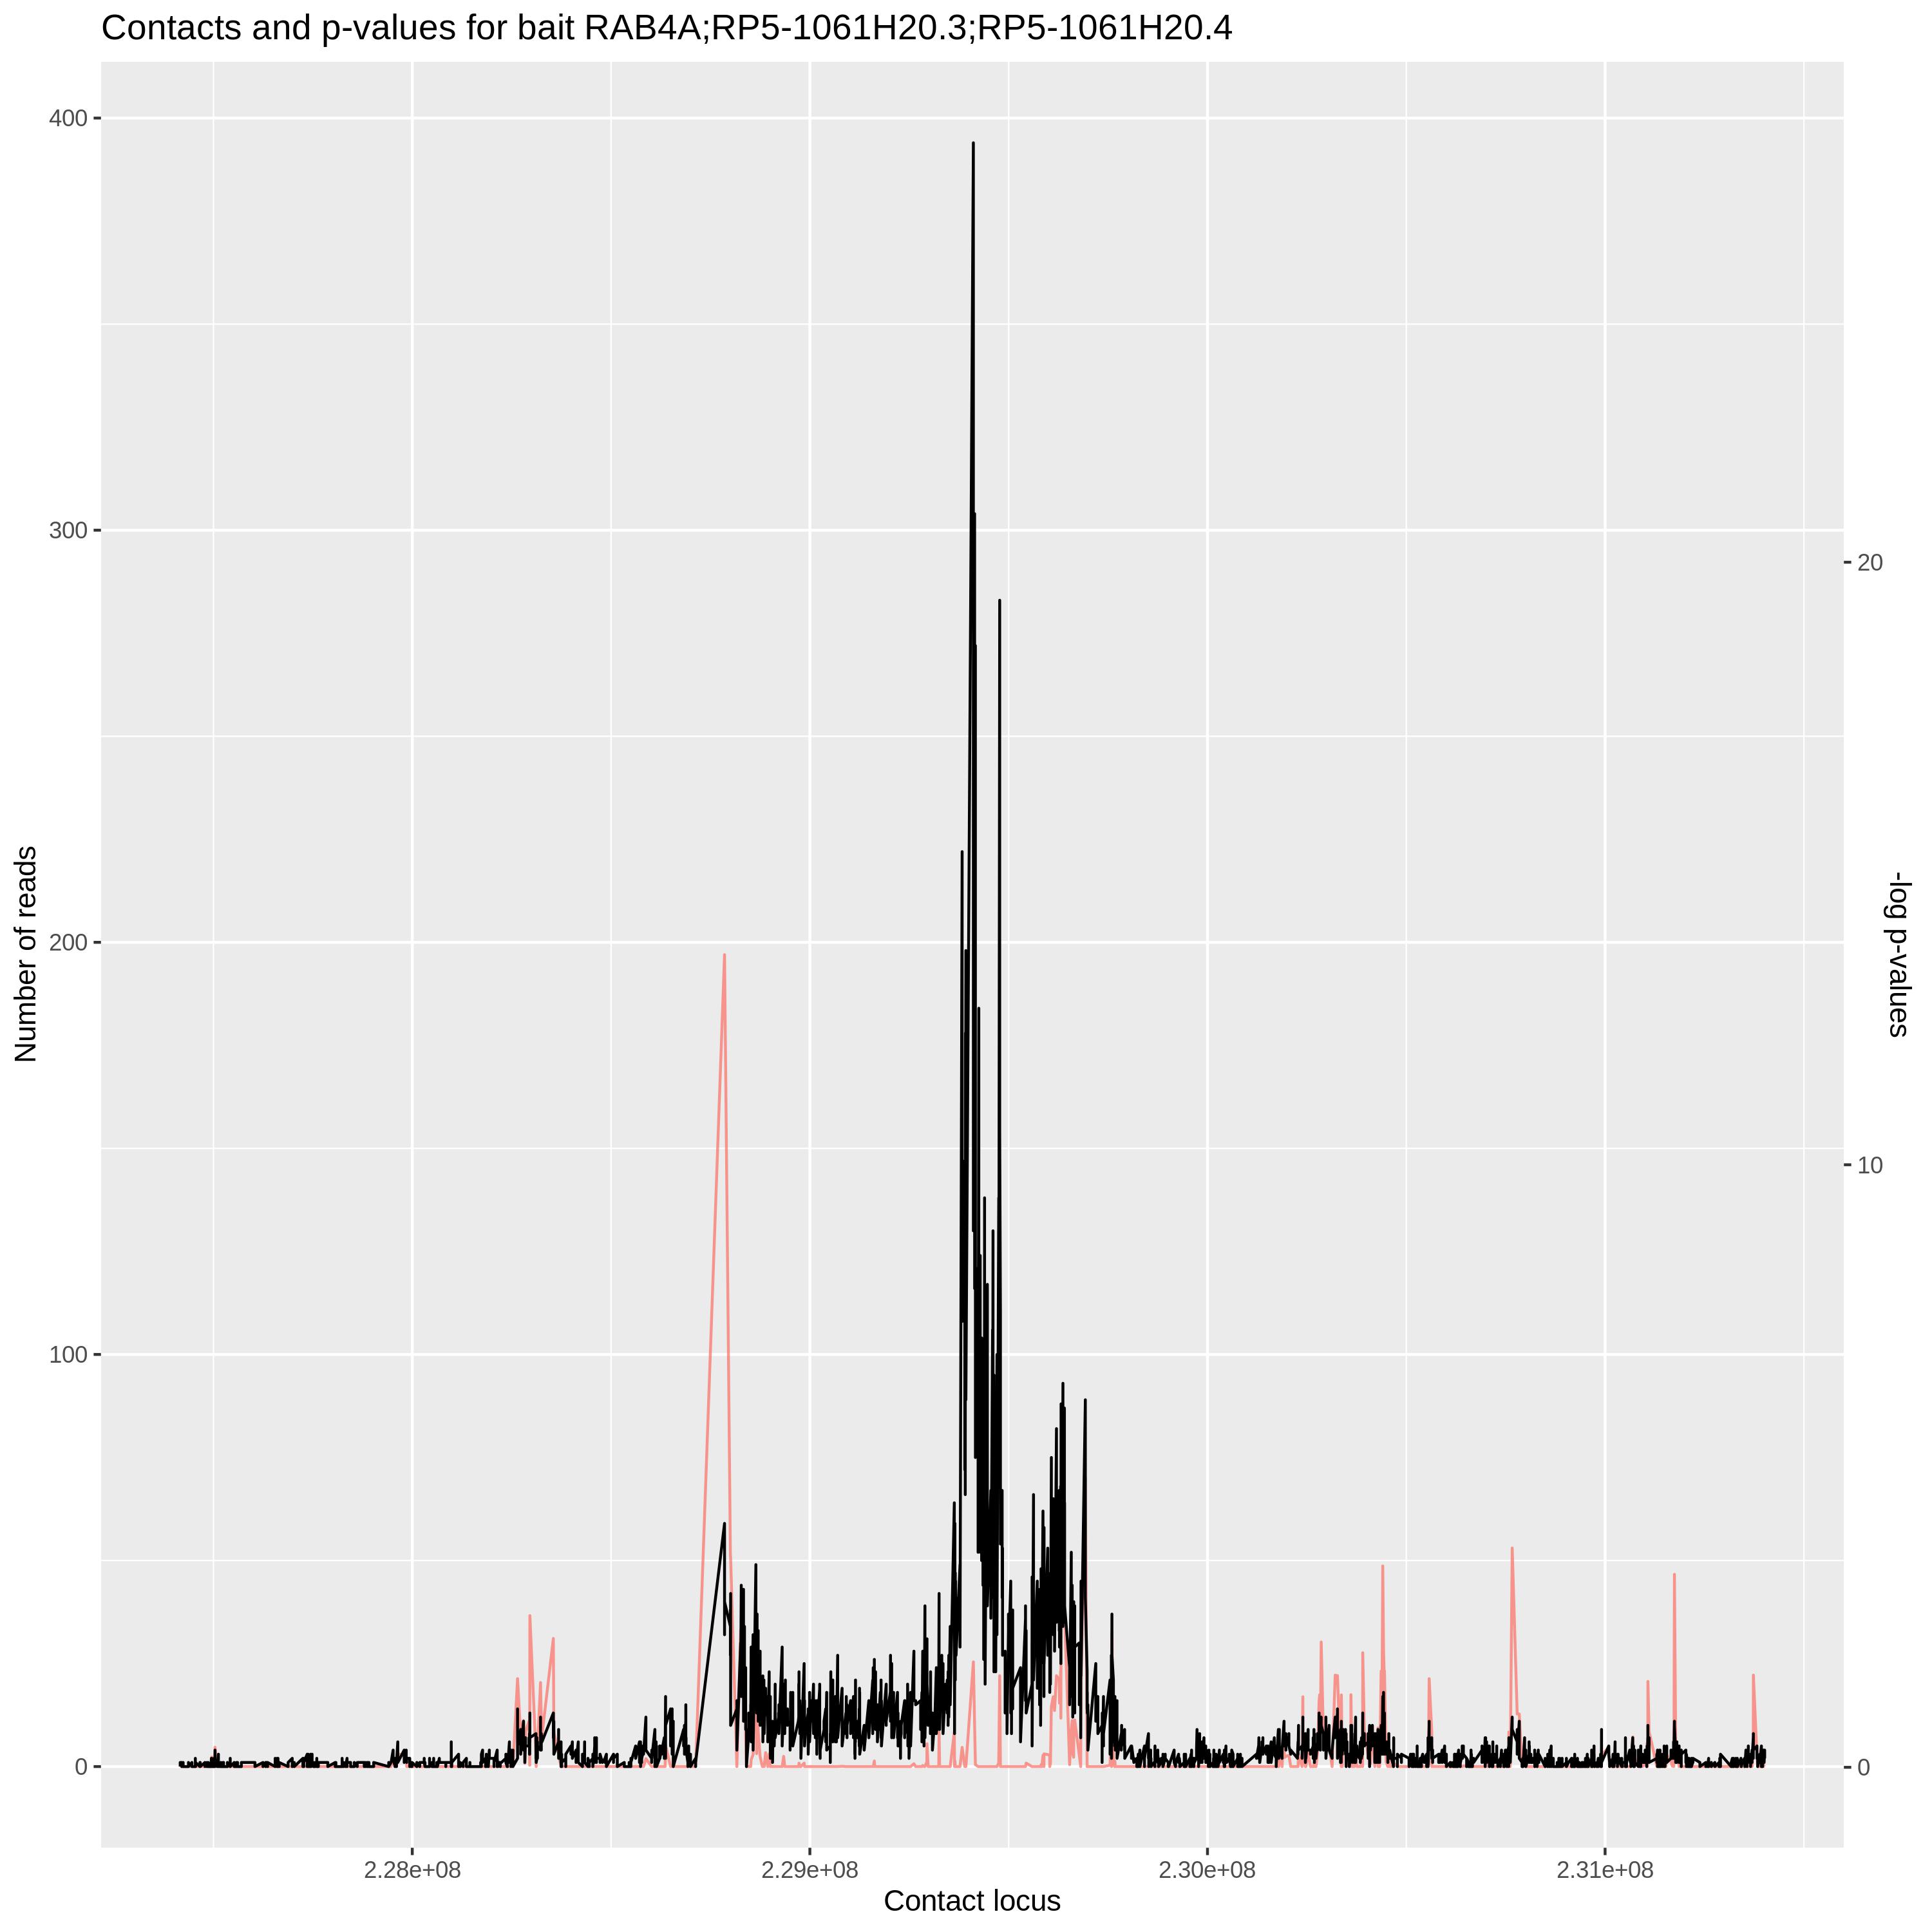 Contacts and p-values for bait RAB4A;RP5-1061H20.3;RP5-1061H20.4
400
300
200
100
0
Number of reads
20
10
0
-log p-values
2.28e+08 2.29e+08 2.30e+08 2.31e+08
Contact locus